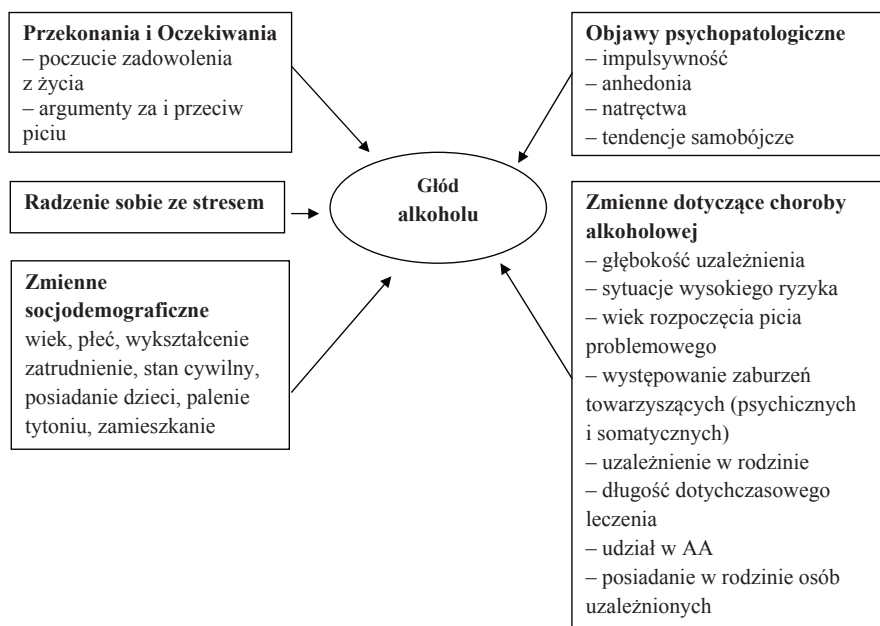 Przekonania i Oczekiwania
– poczucie zadowolenia
z życia
– argumenty za i przeciw
piciu
Radzenie sobie ze stresem
Zmienne
socjodemograficzne
wiek, płeć, wykształcenie
zatrudnienie, stan cywilny,
posiadanie dzieci, palenie
tytoniu, zamieszkanie
Głód
alkoholu
Objawy psychopatologiczne
– impulsywność
– anhedonia
– natręctwa
– tendencje samobójcze
Zmienne dotyczące choroby
alkoholowej
– głębokość uzależnienia
– sytuacje wysokiego ryzyka
– wiek rozpoczęcia picia
problemowego
– występowanie zaburzeń
towarzyszących (psychicznych
i somatycznych)
– uzależnienie w rodzinie
– długość dotychczasowego
leczenia
– udział w AA
– posiadanie w rodzinie osób
uzależnionych